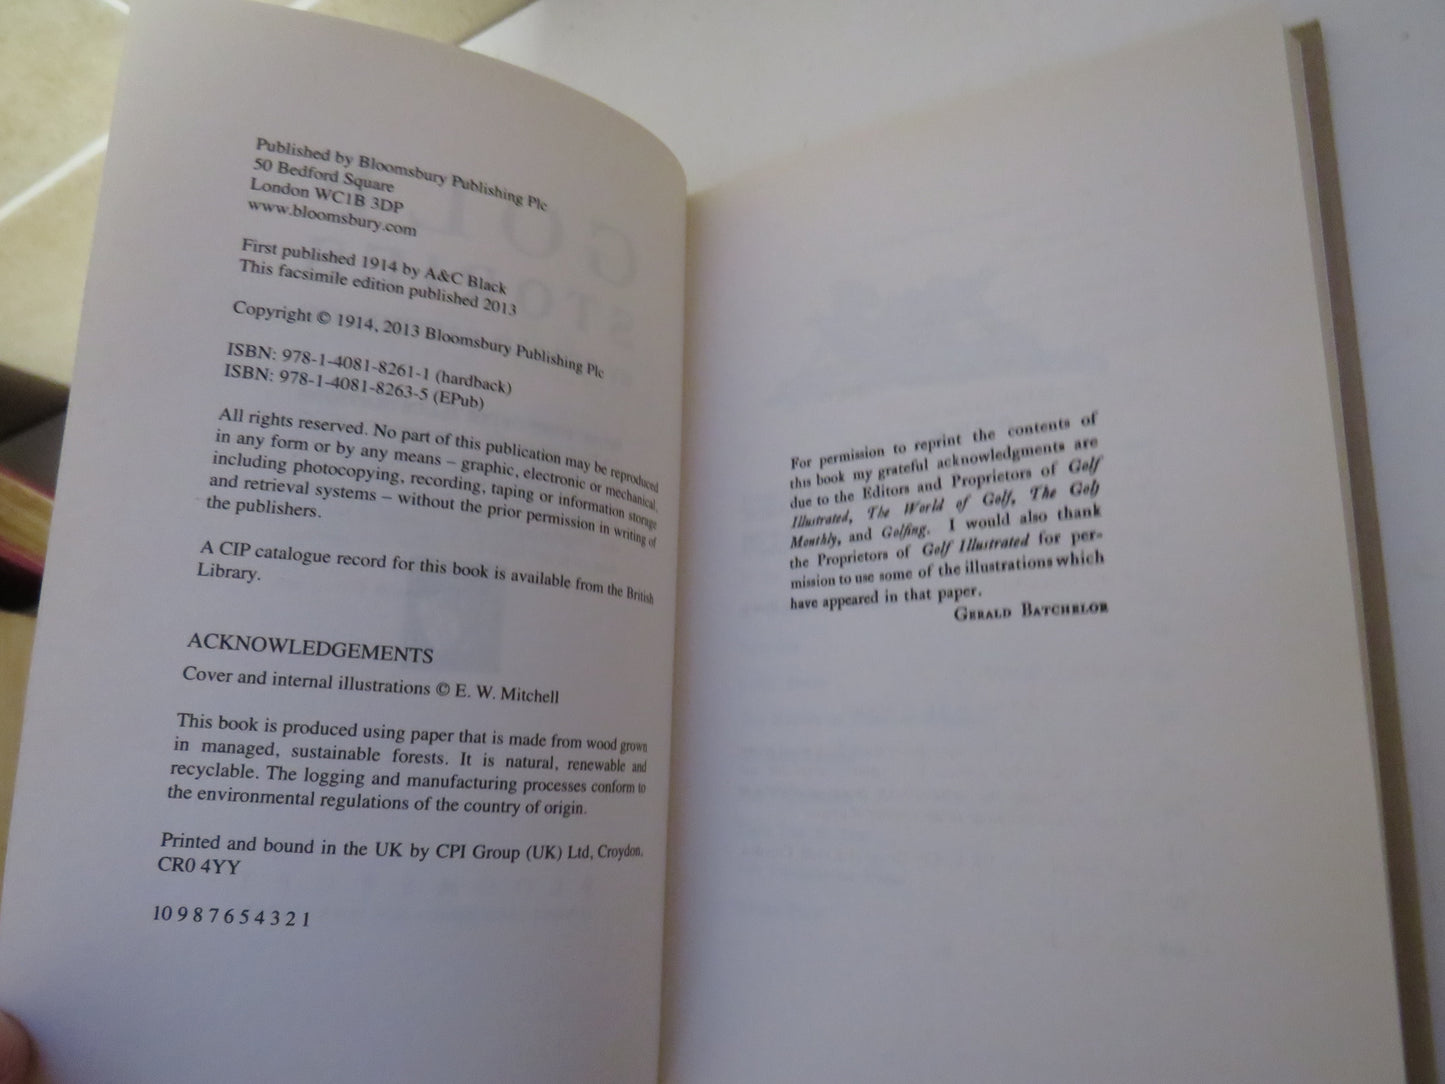 Published by Bloomsbury Publishing Plc
50 Bedford Square
London WC1B 3DP
www.bloomsbury.com
First published 1914 by A&C Black
This facsimile edition published 2013
Copyright © 1914, 2013 Bloomsbury Publishing Plc
ISBN: 978-1-4081-8261-1 (hardback)
ISBN: 978-1-4081-8263-5 (EPub)
All rights reserved. No part of this publication may be reproduced
in any form or by any means – graphic, electronic or mechanical,
including photocopying, recording, taping or information storage
and retrieval systems – without the prior permission in writing of
the publishers.
A CIP catalogue record for this book is available from the British
Library.
ACKNOWLEDGEMENTS
Cover and internal illustrations © E. W. Mitchell
This book is produced using paper that is made from wood grown
in managed, sustainable forests. It is natural, renewable and
recyclable. The logging and manufacturing processes conform to
the environmental regulations of the country of origin.
Printed and bound in the UK by CPI Group (UK) Ltd, Croydon,
CR0 4YY
10 9 8 7 6 5 4 3 2 1
For permission to reprint the contents of
this book my grateful acknowledgments are
due to the Editors and Proprietors of Golf
Illustrated, The World of Golf, The Golf
Monthly, and Golfing. I would also thank
the Proprietors of Golf Illustrated for per-
mission to use some of the illustrations which
have appeared in that paper.
GERALD BATCHELOR